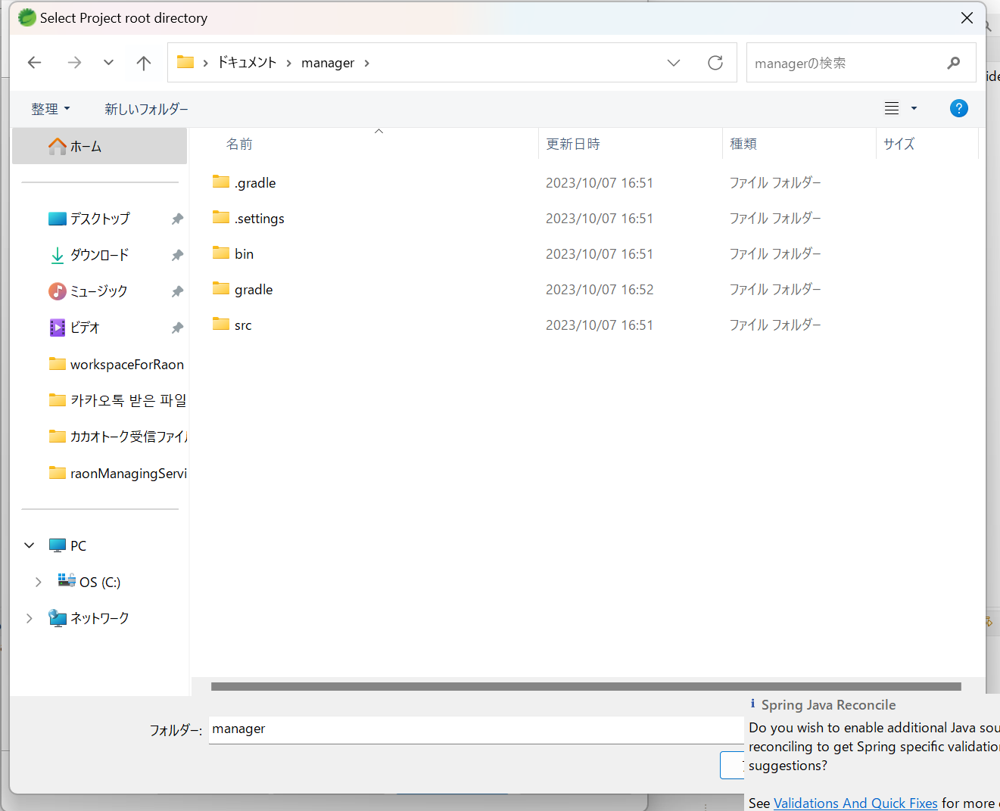 Select Project root directory
ドキュメント
manager
managerの検索
整理
新しいフォルダー
ホーム
名前
更新日時
種類
サイズ
.gradle
2023/10/07 16:51
ファイル フォルダー
.settings
2023/10/07 16:51
ファイル フォルダー
bin
2023/10/07 16:51
ファイル フォルダー
gradle
2023/10/07 16:52
ファイル フォルダー
src
2023/10/07 16:51
ファイル フォルダー
デスクトップ
ダウンロード
ミュージック
ビデオ
workspaceForRaon
카카오톡 받은 파일
カカオトーク受信ファイ
raonManagingServi
PC
OS (C:)
ネットワーク
フォルダー:
manager
Spring Java Reconcile
Do you wish to enable additional Java sou
reconciling to get Spring specific validatio
suggestions?
See Validations And Quick Fixes for more